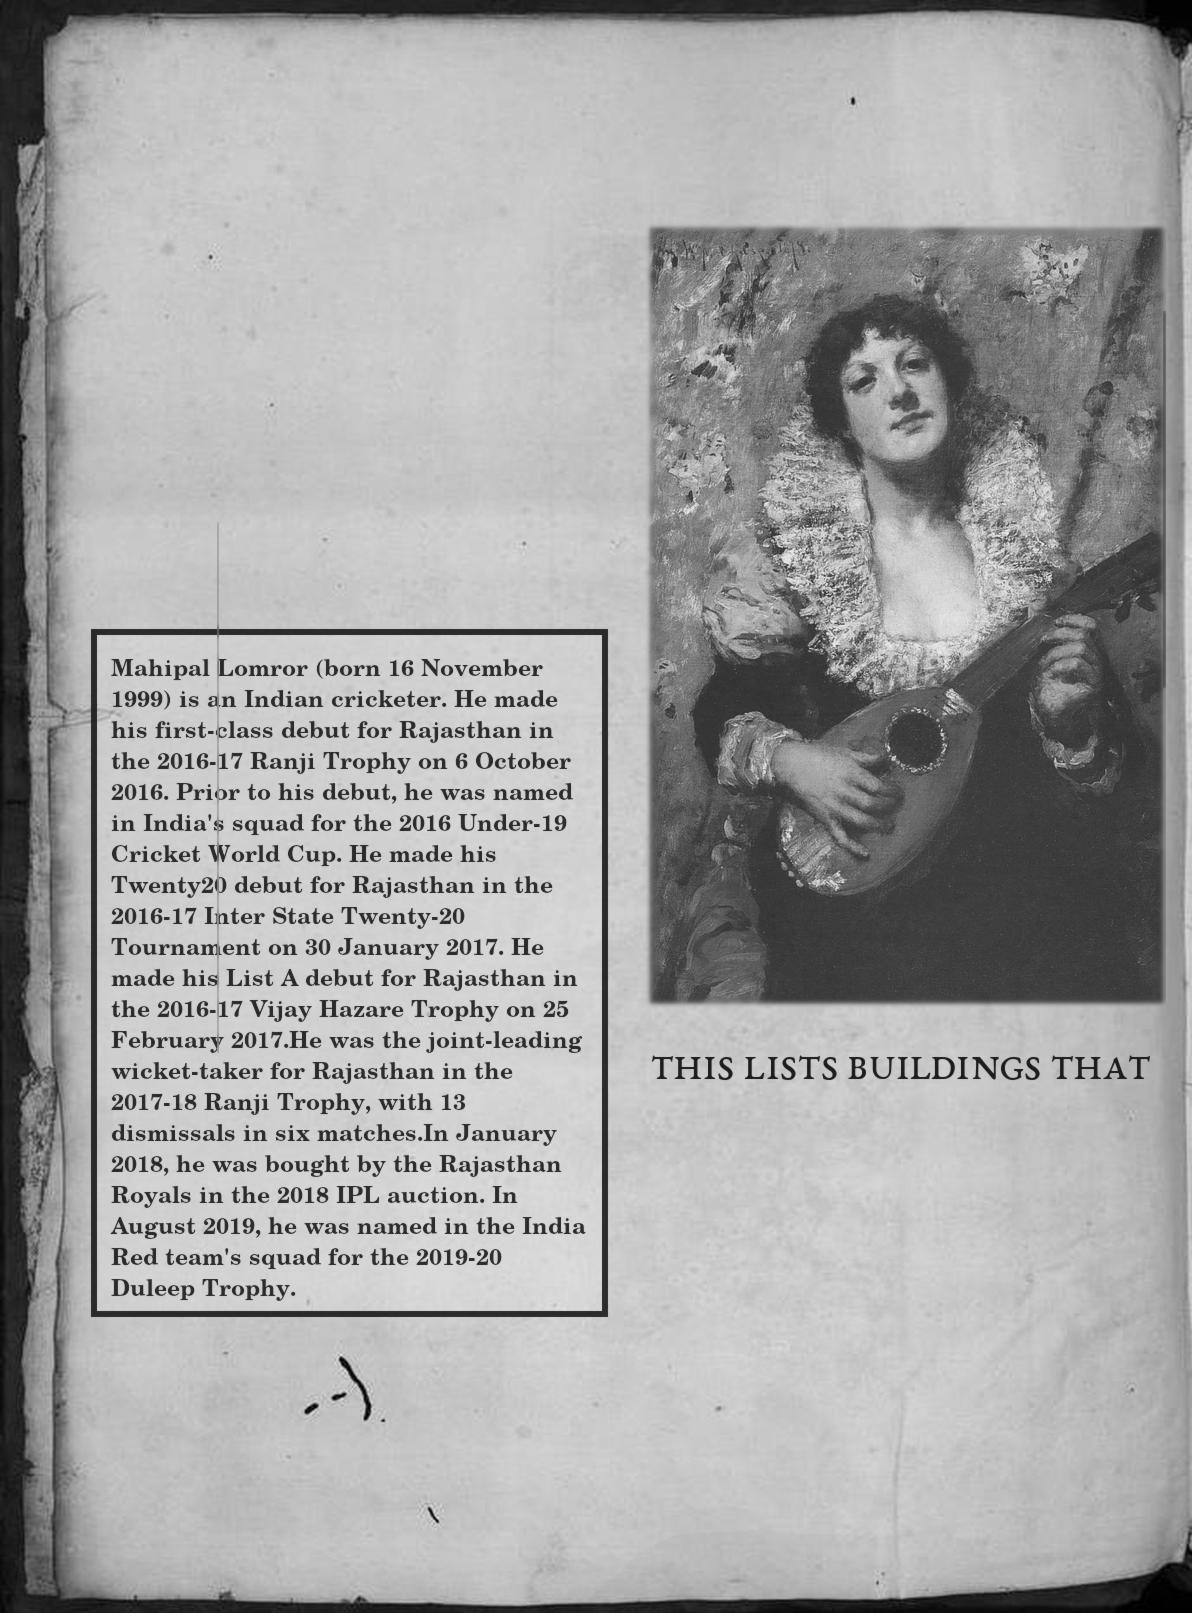 Mahipal Lomror (born 16 November
1999) is an Indian cricketer. He made
his first-class debut for Rajasthan in
the 2016-17 Ranji Trophy on 6 October
2016. Prior to his debut, he was named
in India's squad for the 2016 Under-19
Cricket World Cup. He made his
Twenty20 debut for Rajasthan in the
2016-17 Inter State Twenty-20
Tournament on 30 January 2017. He
made his List A debut for Rajasthan in
the 2016-17 Vijay Hazare Trophy on 25
February 2017.He was the joint-leading
wicket-taker for Rajasthan in the
2017-18 Ranji Trophy, with 13
dismissals in six matches.In January
2018, he was bought by the Rajasthan
Royals in the 2018 IPL auction. In
August 2019, he was named in the India
Red team's squad for the 2019-20
Duleep Trophy.
THIS LISTS BUILDINGS THAT